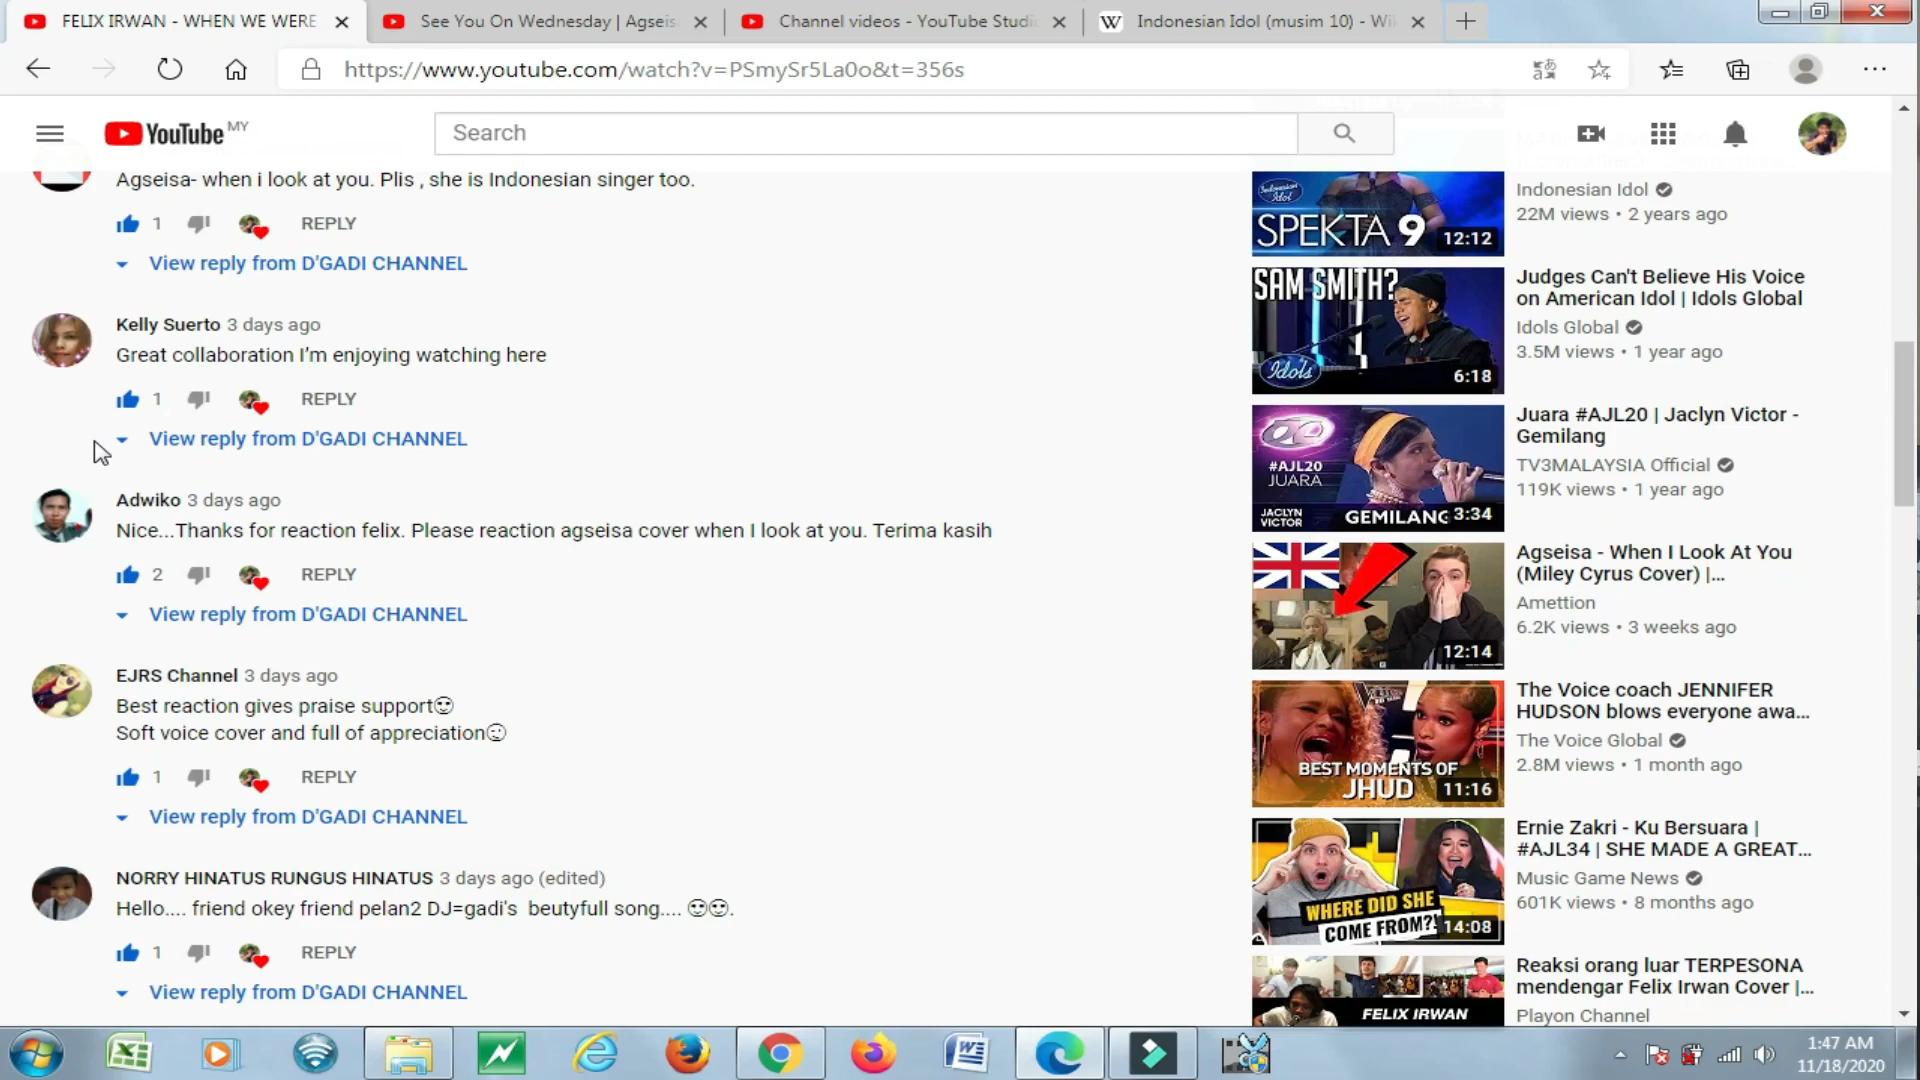 FELIX IRWAN - WHEN WE WERE
See You On Wednesday | Agseis
Channel videos - YouTube Studi
Indonesian Idol (musim 10) - Wi
https://www.youtube.com/watch?v=PSmySr5La0o&t=356s
YouTube MY
Search
Agseisa- when i look at you. Plis , she is Indonesian singer too.
1 REPLY
View reply from D'GADI CHANNEL
Kelly Suerto 3 days ago
Great collaboration I'm enjoying watching here
1 REPLY
View reply from D'GADI CHANNEL
Adwiko 3 days ago
Nice...Thanks for reaction felix. Please reaction agseisa cover when I look at you. Terima kasih
2 REPLY
View reply from D'GADI CHANNEL
EJRS Channel 3 days ago
Best reaction gives praise support
Soft voice cover and full of appreciation
1 REPLY
View reply from D'GADI CHANNEL
NORRY HINATUS RUNGUS HINATUS 3 days ago (edited)
Hello.... friend okey friend pelan2 DJ=gadi's beutyfull song.... .
1 REPLY
View reply from D'GADI CHANNEL
Indonesian Idol
SPEKTA 9
12:12
Indonesian Idol
22M views • 2 years ago
SAM SMITH?
Idols
6:18
Judges Can't Believe His Voice
on American Idol | Idols Global
Idols Global
3.5M views • 1 year ago
#AJL20
JUARA
JACLYN
VICTOR
GEMILANG
3:34
Juara #AJL20 | Jaclyn Victor -
Gemilang
TV3MALAYSIA Official
119K views • 1 year ago
12:14
Agseisa - When I Look At You
(Miley Cyrus Cover) |...
Amettion
6.2K views • 3 weeks ago
BEST MOMENTS OF
JHUD
11:16
The Voice coach JENNIFER
HUDSON blows everyone awa...
The Voice Global
2.8M views • 1 month ago
WHERE DID SHE
COME FROM?!
14:08
Ernie Zakri - Ku Bersuara |
#AJL34 | SHE MADE A GREAT...
Music Game News
601K views • 8 months ago
FELIX IRWAN
Reaksi orang luar TERPESONA
mendengar Felix Irwan Cover |...
Playon Channel
1:47 AM
11/18/2020